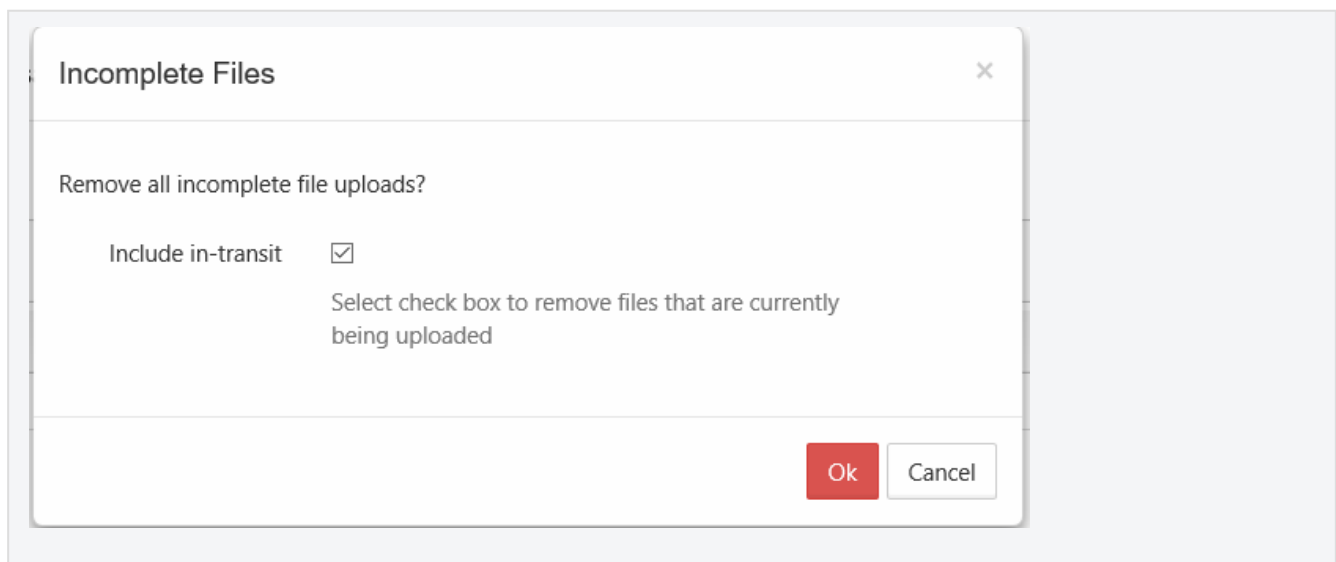 Incomplete Files
×
Remove all incomplete file uploads?
Include in-transit
Select check box to remove files that are currently
being uploaded
Ok Cancel